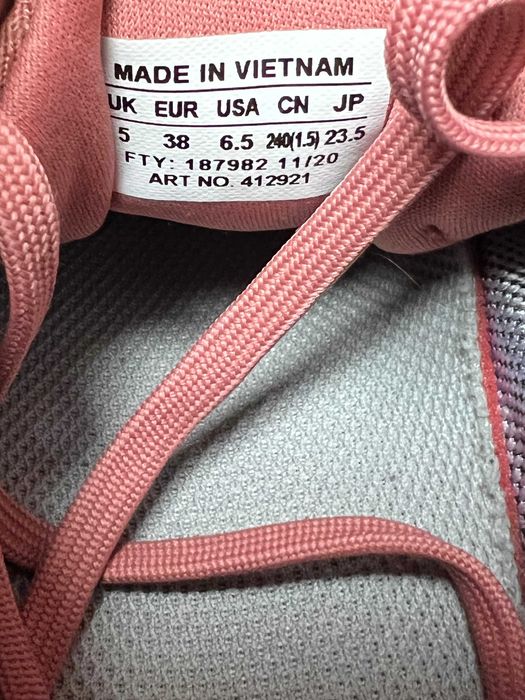 MADE IN VIETNAM
UK EUR USA CN JP
5 38 6.5 240(1.5) 23.5
FTY: 187982 11/20
ART NO. 412921